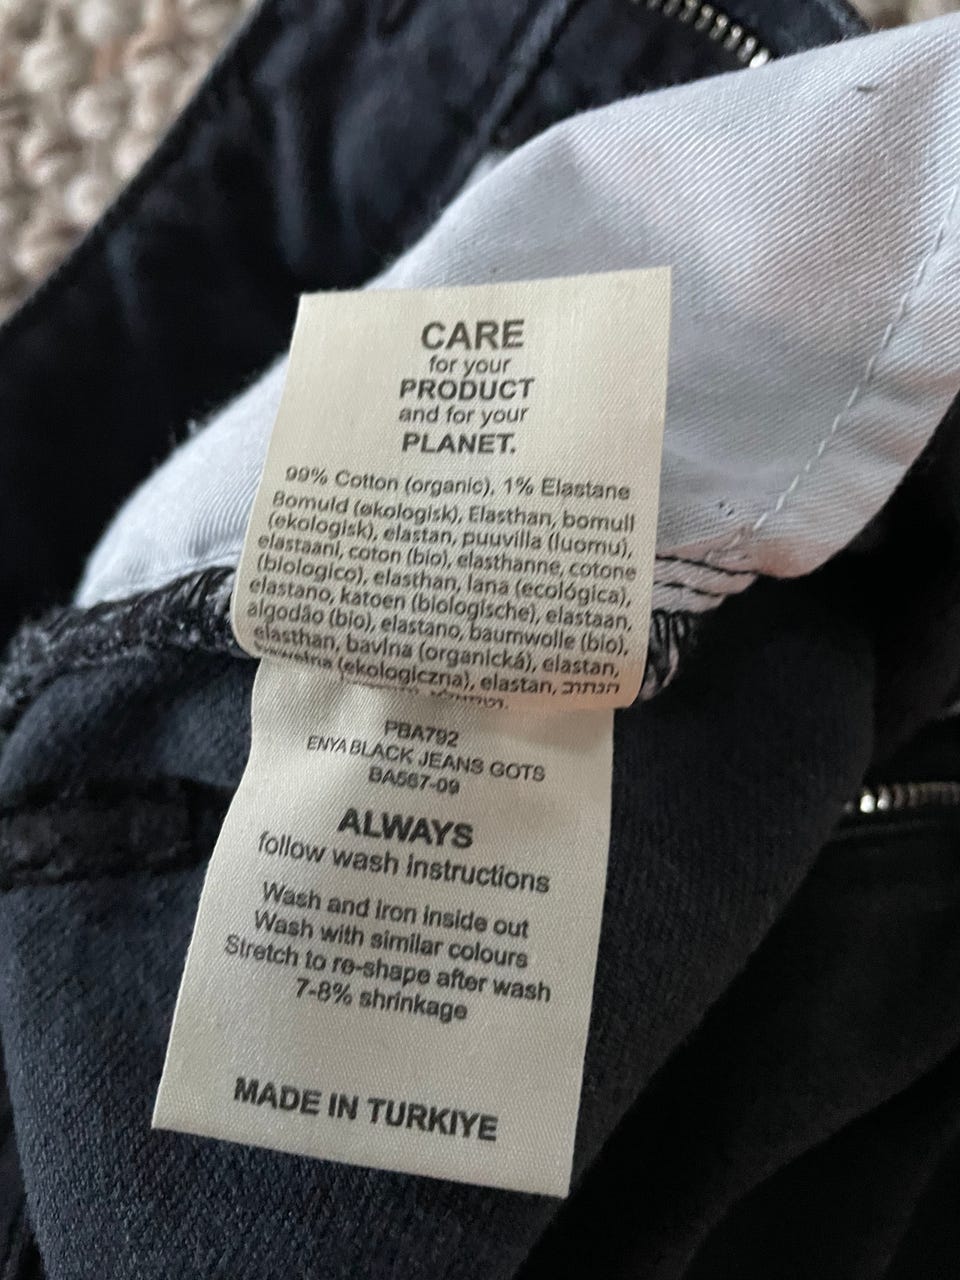 CARE
for your
PRODUCT
and for your
PLANET.
99% Cotton (organic), 1% Elastane
Bomuld (økologisk), Elasthan, bomull
(ekologisk), elastan, puuvilla (luomu),
elastaani, coton (bio), elasthanne, cotone
(biologico), elasthan, lana (ecológica),
elastano, katoen (biologische), elastaan,
algodão (bio), elastano, baumwolle (bio),
elasthan, bavlna (organická), elastan,
(ekologiczna), elastan,
PBA792
ENYA BLACK JEANS GOTS
BA567-09
ALWAYS
follow wash instructions
Wash and iron inside out
Wash with similar colours
Stretch to re-shape after wash
7-8% shrinkage
MADE IN TURKIYE